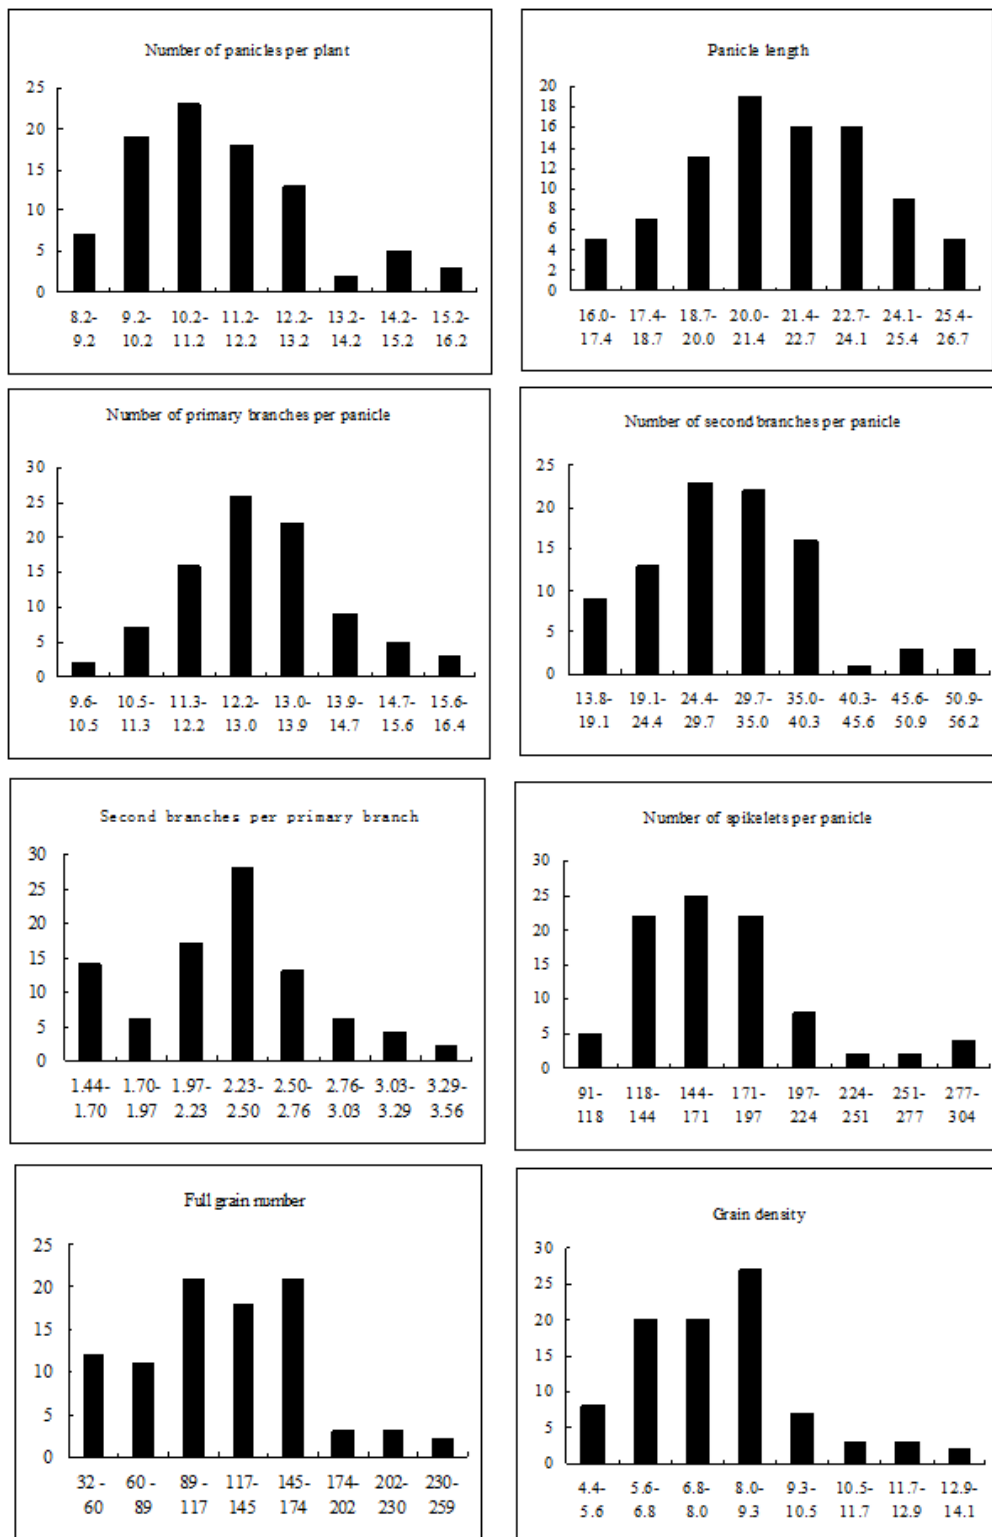 Number of panicles per plant
25
20
15
10
5
0
8.2- 9.2- 10.2- 11.2- 12.2- 13.2- 14.2- 15.2-
9.2 10.2 11.2 12.2 13.2 14.2 15.2 16.2
Panicle length
20
18
16
14
12
10
8
6
4
2
0
16.0- 17.4- 18.7- 20.0- 21.4- 22.7- 24.1- 25.4-
17.4 18.7 20.0 21.4 22.7 24.1 25.4 26.7
Number of primary branches per panicle
30
25
20
15
10
5
0
9.6- 10.5- 11.3- 12.2- 13.0- 13.9- 14.7- 15.6-
10.5 11.3 12.2 13.0 13.9 14.7 15.6 16.4
Number of second branches per panicle
25
20
15
10
5
0
13.8- 19.1- 24.4- 29.7- 35.0- 40.3- 45.6- 50.9-
19.1 24.4 29.7 35.0 40.3 45.6 50.9 56.2
Second branches per primary branch
30
25
20
15
10
5
0
1.44- 1.70- 1.97- 2.23- 2.50- 2.76- 3.03- 3.29-
1.70 1.97 2.23 2.50 2.76 3.03 3.29 3.56
Number of spikelets per panicle
30
25
20
15
10
5
0
91- 118- 144- 171- 197- 224- 251- 277-
118 144 171 197 224 251 277 304
Full grain number
25
20
15
10
5
0
32- 60- 89- 117- 145- 174- 202- 230-
60 89 117 145 174 202 230 259
Grain density
30
25
20
15
10
5
0
4.4- 5.6- 6.8- 8.0- 9.3- 10.5- 11.7- 12.9-
5.6 6.8 8.0 9.3 10.5 11.7 12.9 14.1